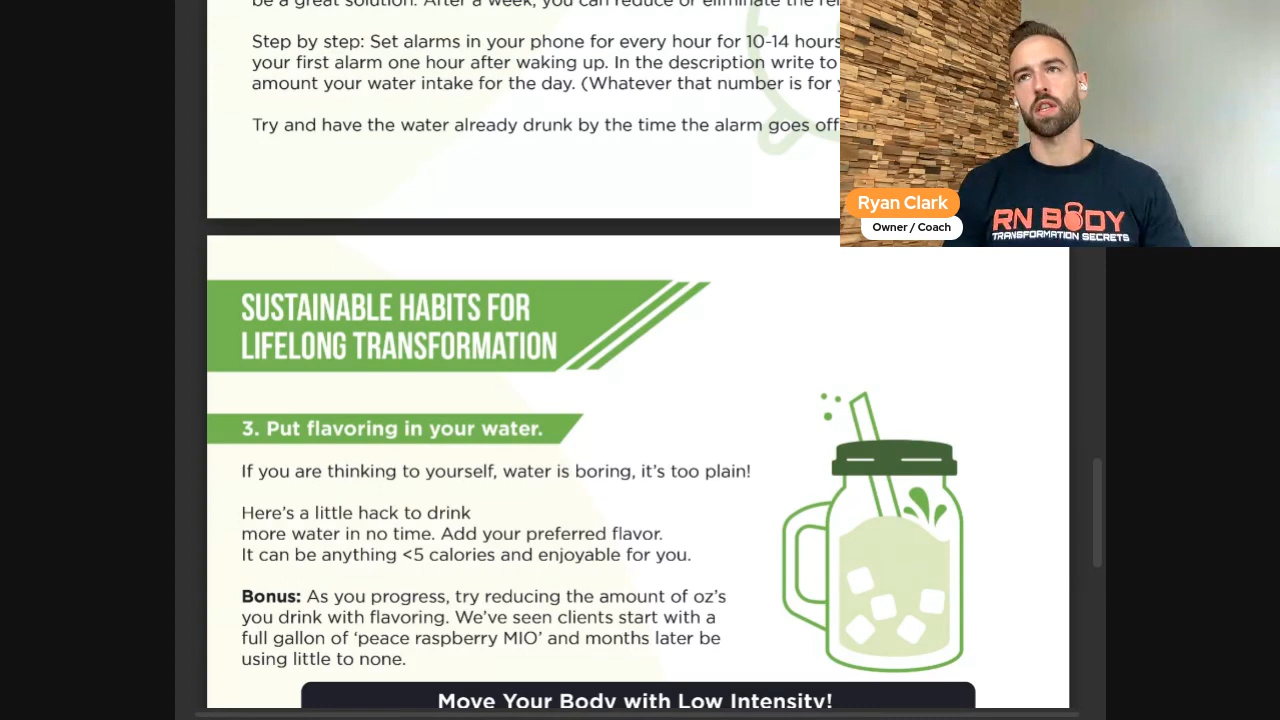 be a great solution. After a week, you can reduce or eliminate the
Step by step: Set alarms in your phone for every hour for 10-14 hours
your first alarm one hour after waking up. In the description write to
amount your water intake for the day. (Whatever that number is for
Try and have the water already drunk by the time the alarm goes off
Ryan Clark
Owner / Coach
RN BODY
TRANSFORMATION SECRETS
SUSTAINABLE HABITS FOR
LIFELONG TRANSFORMATION
3. Put flavoring in your water.
If you are thinking to yourself, water is boring, it's too plain!
Here's a little hack to drink
more water in no time. Add your preferred flavor.
It can be anything <5 calories and enjoyable for you.
Bonus: As you progress, try reducing the amount of oz's
you drink with flavoring. We've seen clients start with a
full gallon of 'peace raspberry MIO' and months later be
using little to none.
Move Your Body with Low Intensity!